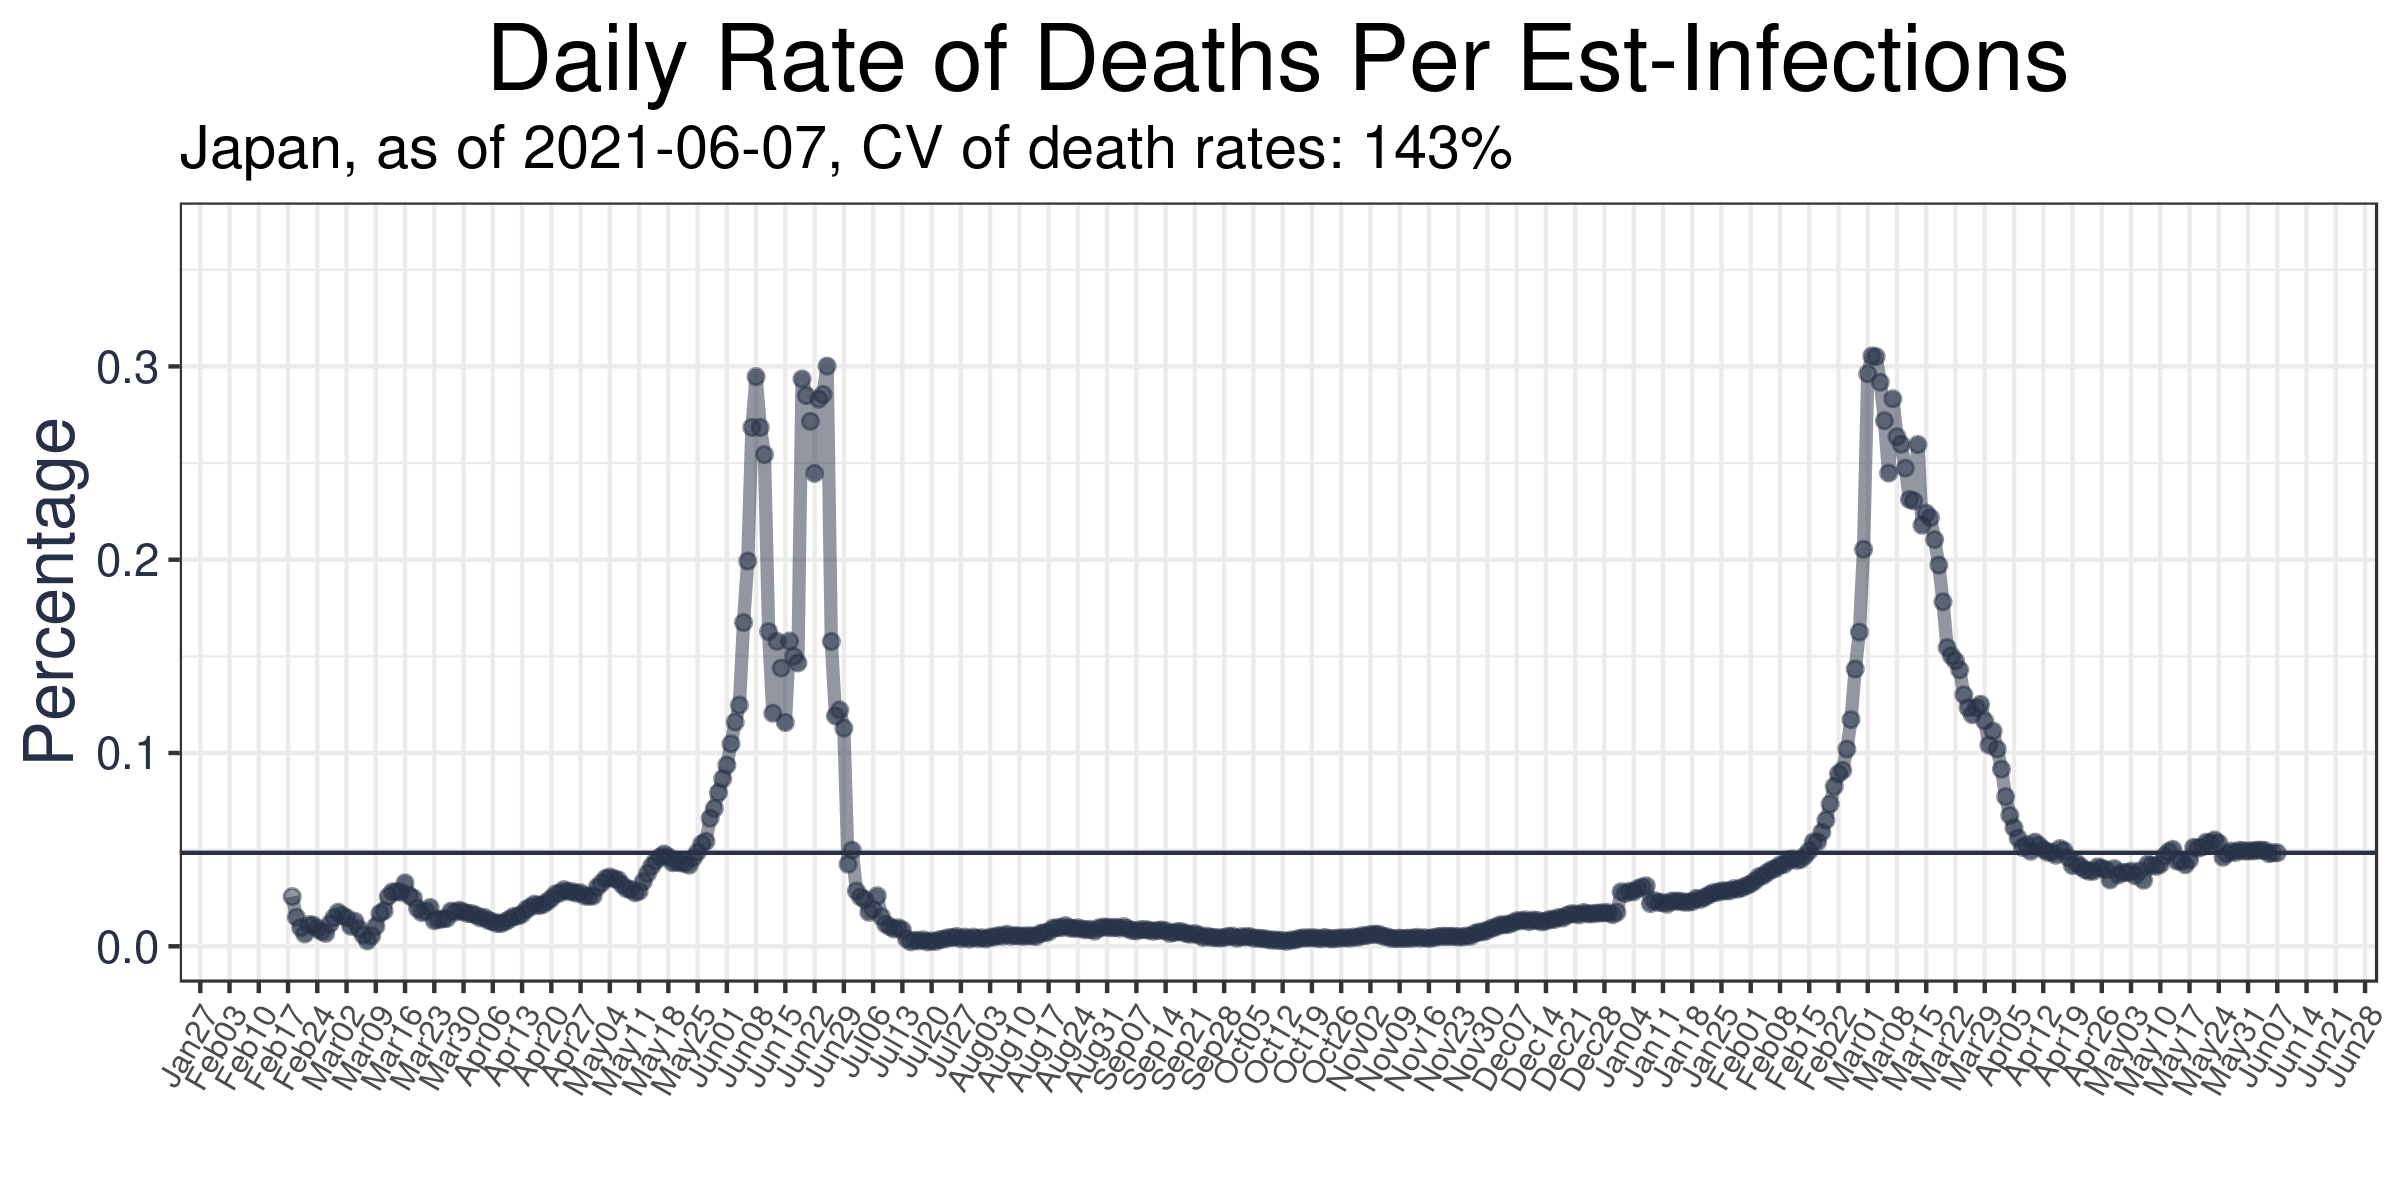 Daily Rate of Deaths Per Est-Infections
Japan, as of 2021-06-07, CV of death rates: 143%
Percentage
0.3
0.2
0.1
0.0
Jan27 Feb03 Feb10 Feb17 Feb24 Mar02 Mar09 Mar16 Mar23 Mar30 Apr06 Apr13 Apr20 Apr27 May04 May11 May18 May25 Jun01 Jun08 Jun15 Jun22 Jun29 Jul06 Jul13 Jul20 Jul27 Aug03 Aug10 Aug17 Aug24 Aug31 Sep07 Sep14 Sep21 Sep28 Oct05 Oct12 Oct19 Oct26 Nov02 Nov09 Nov16 Nov23 Nov30 Dec07 Dec14 Dec21 Dec28 Jan04 Jan11 Jan18 Jan25 Feb01 Feb08 Feb15 Feb22 Mar01 Mar08 Mar15 Mar22 Mar29 Apr05 Apr12 Apr19 Apr26 May03 May10 May17 May24 May31 Jun07 Jun14 Jun21 Jun28